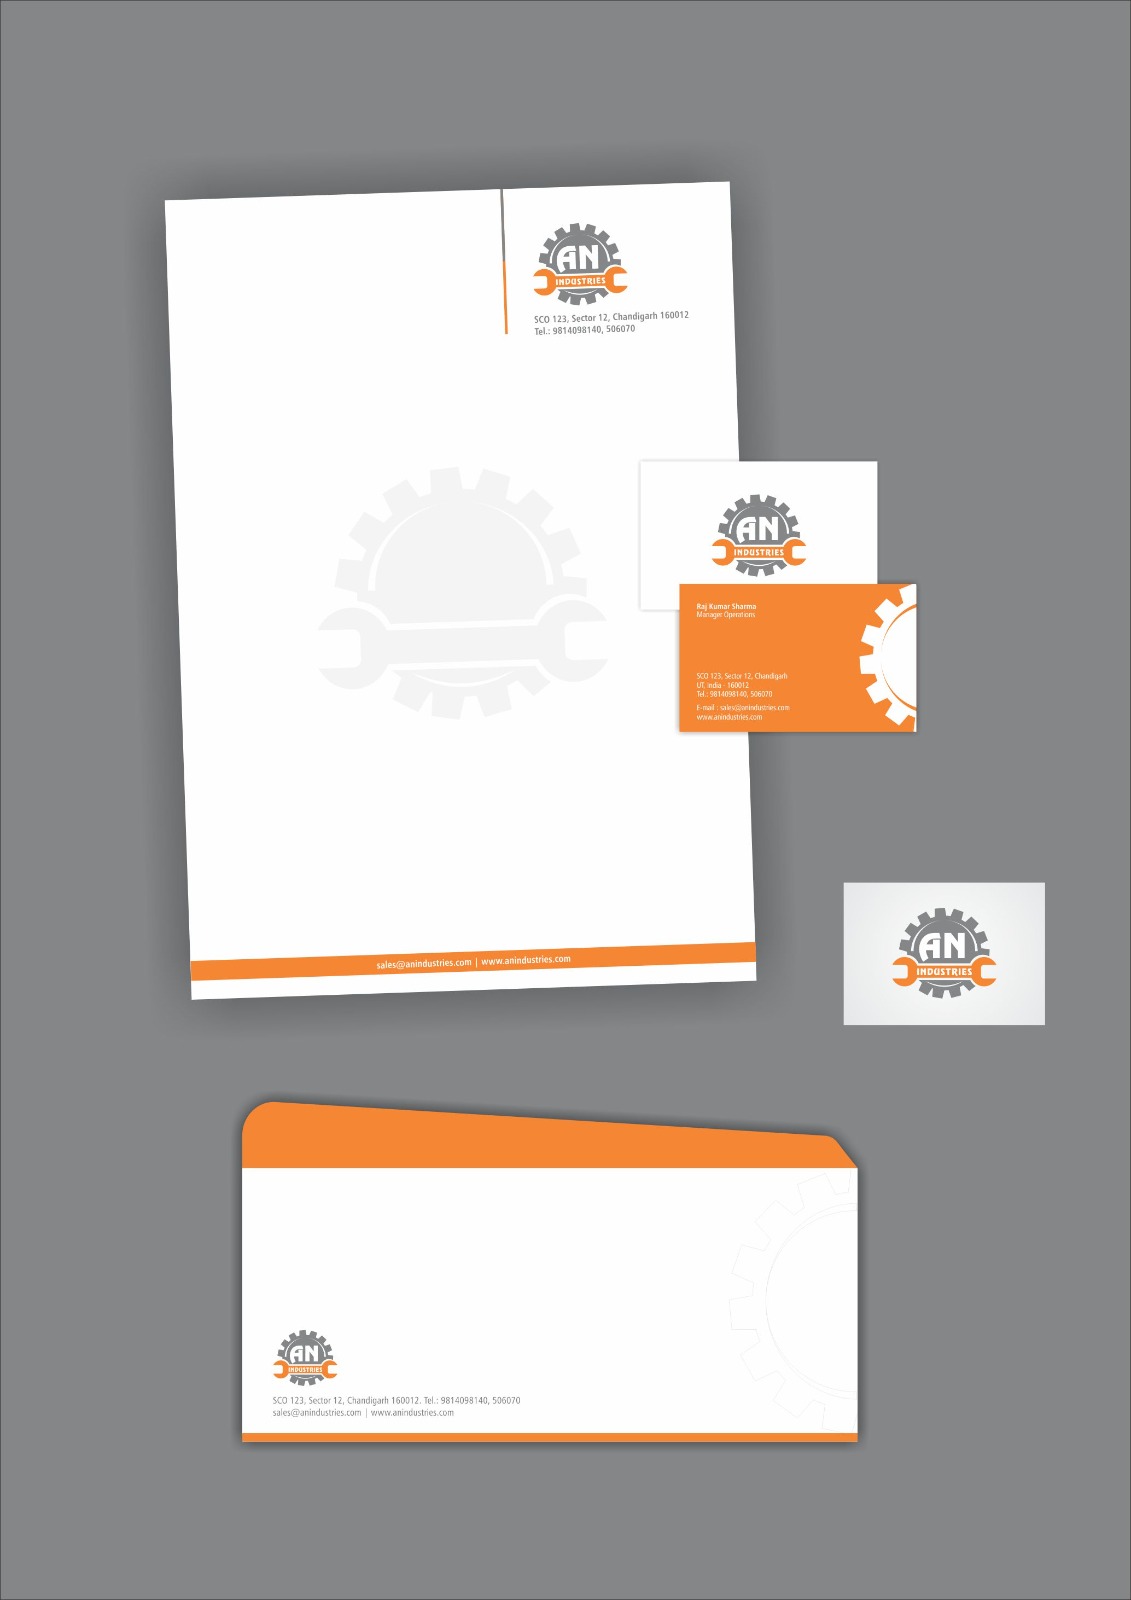 AN
INDUSTRIES
SCO 123, Sector 12, Chandigarh 160012
Tel.: 9814098140, 506070
AN
INDUSTRIES
Raj Kumar Sharma
Manager Operations
SCO 123, Sector 12, Chandigarh
UT, India - 160012
Tel.: 9814098140, 506070
E-mail : sales@anindustries.com
www.anindustries.com
sales@anindustries.com | www.anindustries.com
AN
INDUSTRIES
AN
INDUSTRIES
SCO 123, Sector 12, Chandigarh 160012. Tel.: 9814098140, 506070
sales@anindustries.com | www.anindustries.com